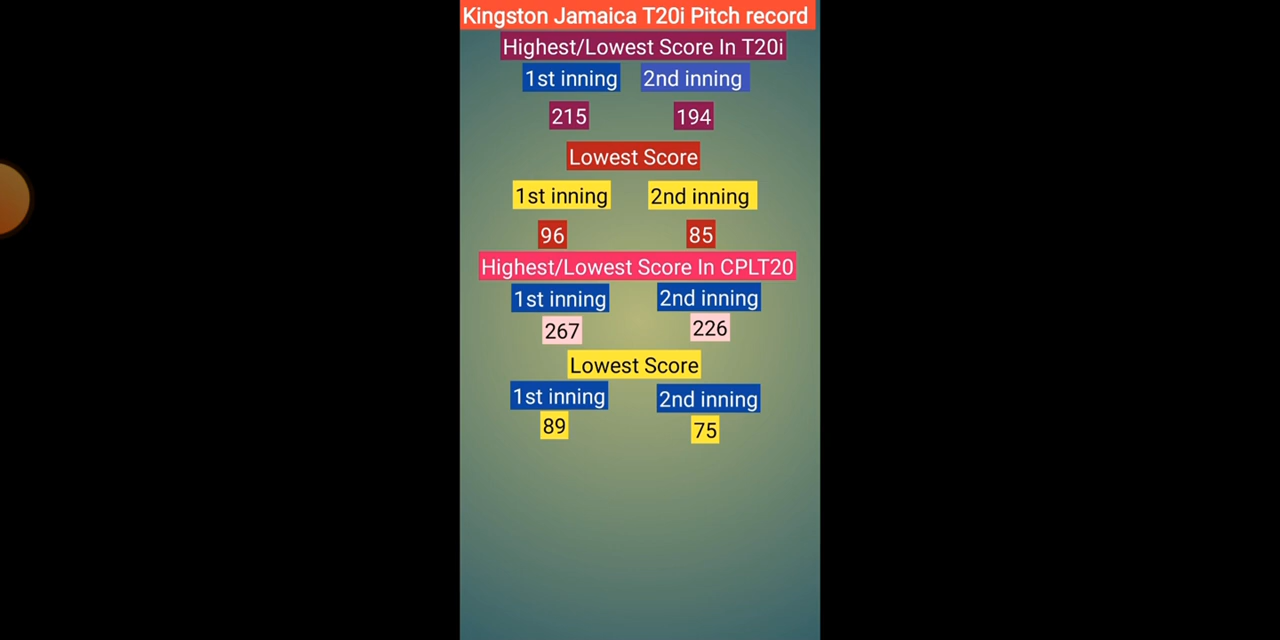 Kingston Jamaica T20i Pitch record
Highest/Lowest Score In T20i
1st inning 2nd inning
215 194
Lowest Score
1st inning 2nd inning
96 85
Highest/Lowest Score In CPLT20
1st inning 2nd inning
267 226
Lowest Score
1st inning 2nd inning
89 75